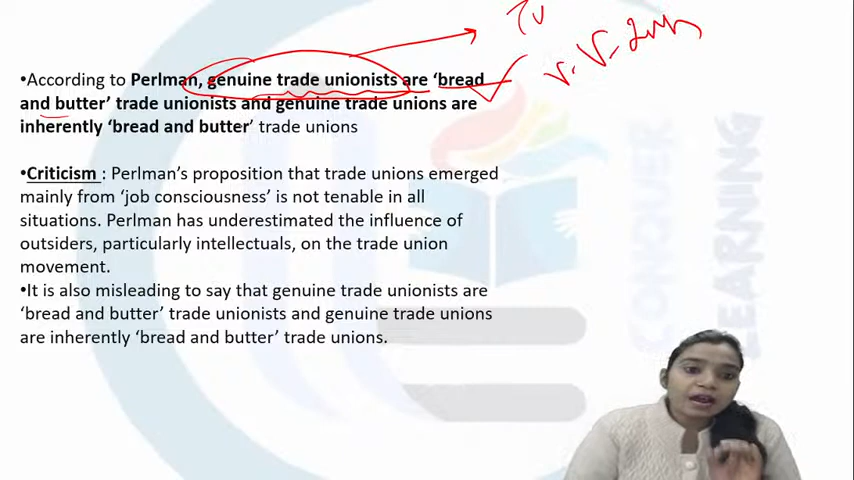 TU
V. V. Imp
•According to Perlman, genuine trade unionists are ‘bread
and butter’ trade unionists and genuine trade unions are
inherently ‘bread and butter’ trade unions
•Criticism : Perlman’s proposition that trade unions emerged
mainly from ‘job consciousness’ is not tenable in all
situations. Perlman has underestimated the influence of
outsiders, particularly intellectuals, on the trade union
movement.
•It is also misleading to say that genuine trade unionists are
‘bread and butter’ trade unionists and genuine trade unions
are inherently ‘bread and butter’ trade unions.
CONQUER
LEARNING